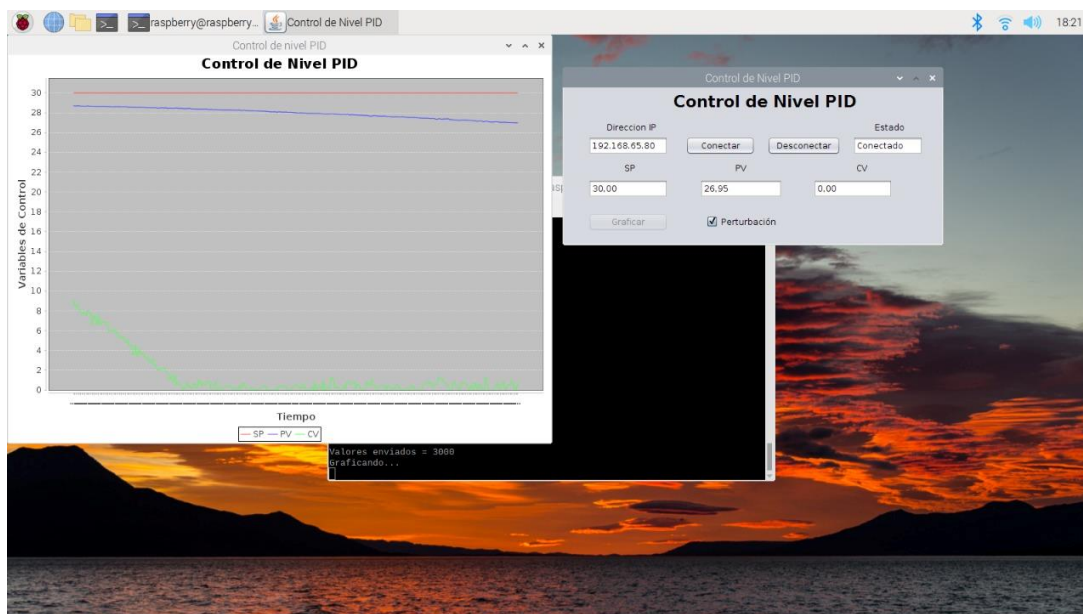 raspberry@raspberry...
Control de Nivel PID
18:21
Control de nivel PID
Control de Nivel PID
Variables de Control
30
28
26
24
22
20
18
16
14
12
10
8
6
4
2
0
Tiempo
SP PV CV
Control de Nivel PID
Control de Nivel PID
Direccion IP Estado
192.168.65.80 Conectar Desconectar Conectado
SP PV CV
30.00 26.95 0.00
Graficar Perturbación
Valores enviados = 3000
Graficando...